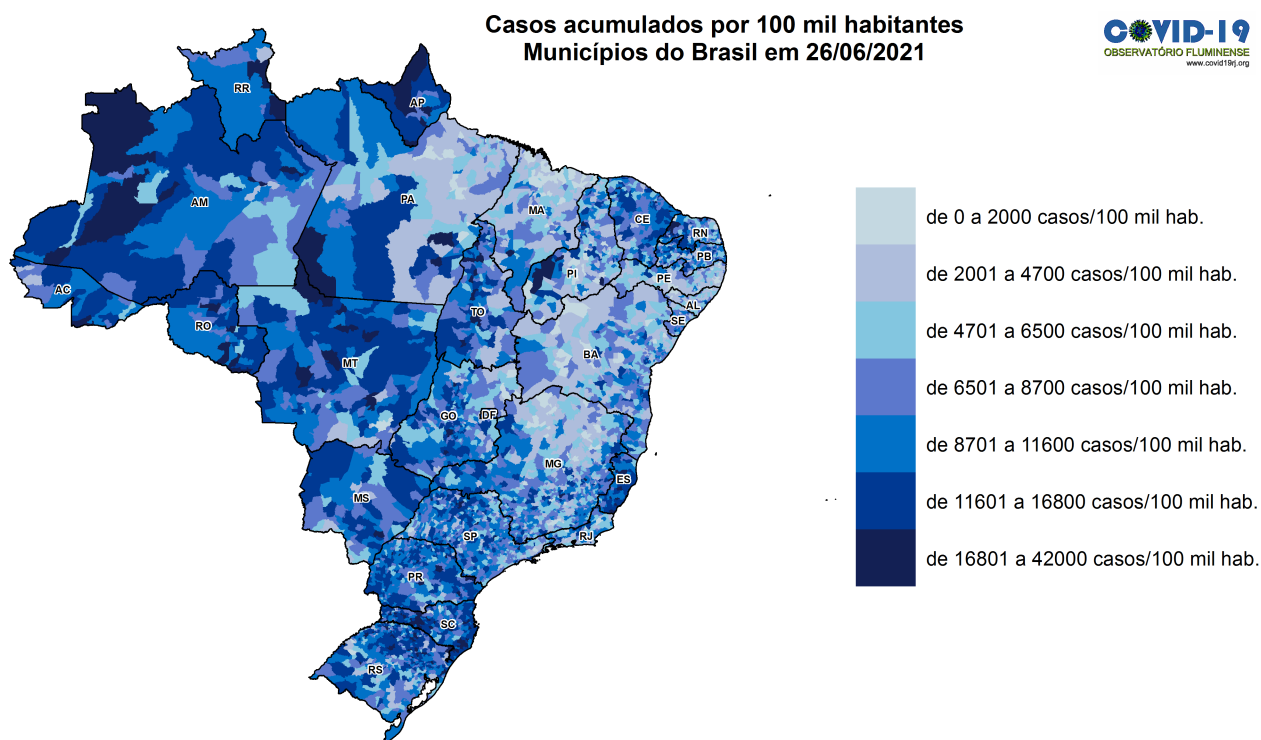 Casos acumulados por 100 mil habitantes
Municípios do Brasil em 26/06/2021
COVID-19
OBSERVATÓRIO FLUMINENSE
www.covid19rj.org
RR
AP
AM
PA
MA
CE
RN
PB
PI
PE
AL
SE
AC
RO
TO
BA
MT
GO
DF
MG
ES
MS
SP
RJ
PR
SC
RS
de 0 a 2000 casos/100 mil hab.
de 2001 a 4700 casos/100 mil hab.
de 4701 a 6500 casos/100 mil hab.
de 6501 a 8700 casos/100 mil hab.
de 8701 a 11600 casos/100 mil hab.
de 11601 a 16800 casos/100 mil hab.
de 16801 a 42000 casos/100 mil hab.